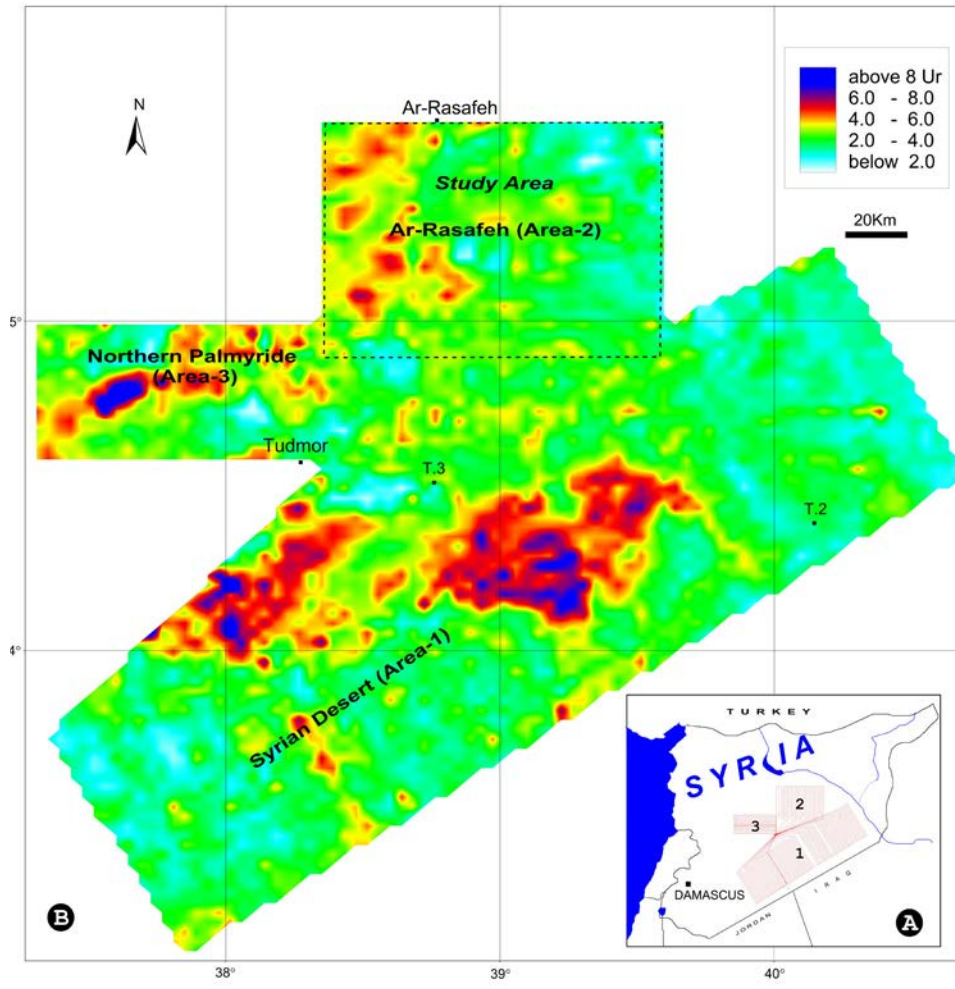 above 8 Ur
6.0 - 8.0
4.0 - 6.0
2.0 - 4.0
below 2.0
N
Ar-Rasafeh
Study Area
Ar-Rasafeh (Area-2)
20Km
5°
Northern Palmyride
(Area-3)
Tudmor
T.3
T.2
4°
Syrian Desert (Area-1)
TURKEY
SYRIA
2
3
1
DAMASCUS
JORDAN
IRAG
B
A
38°
39°
40°